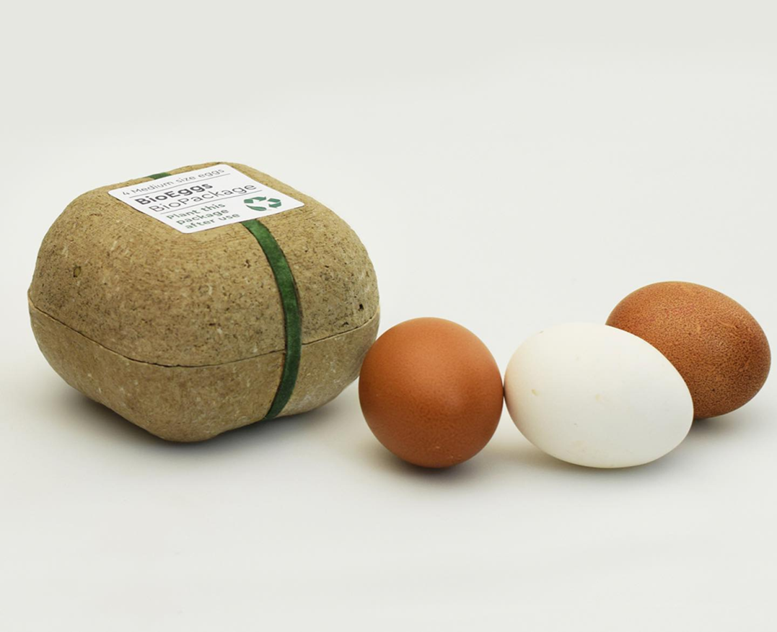 4 Medium size eggs
BioEggs
BioPackage
Plant this
package
after use